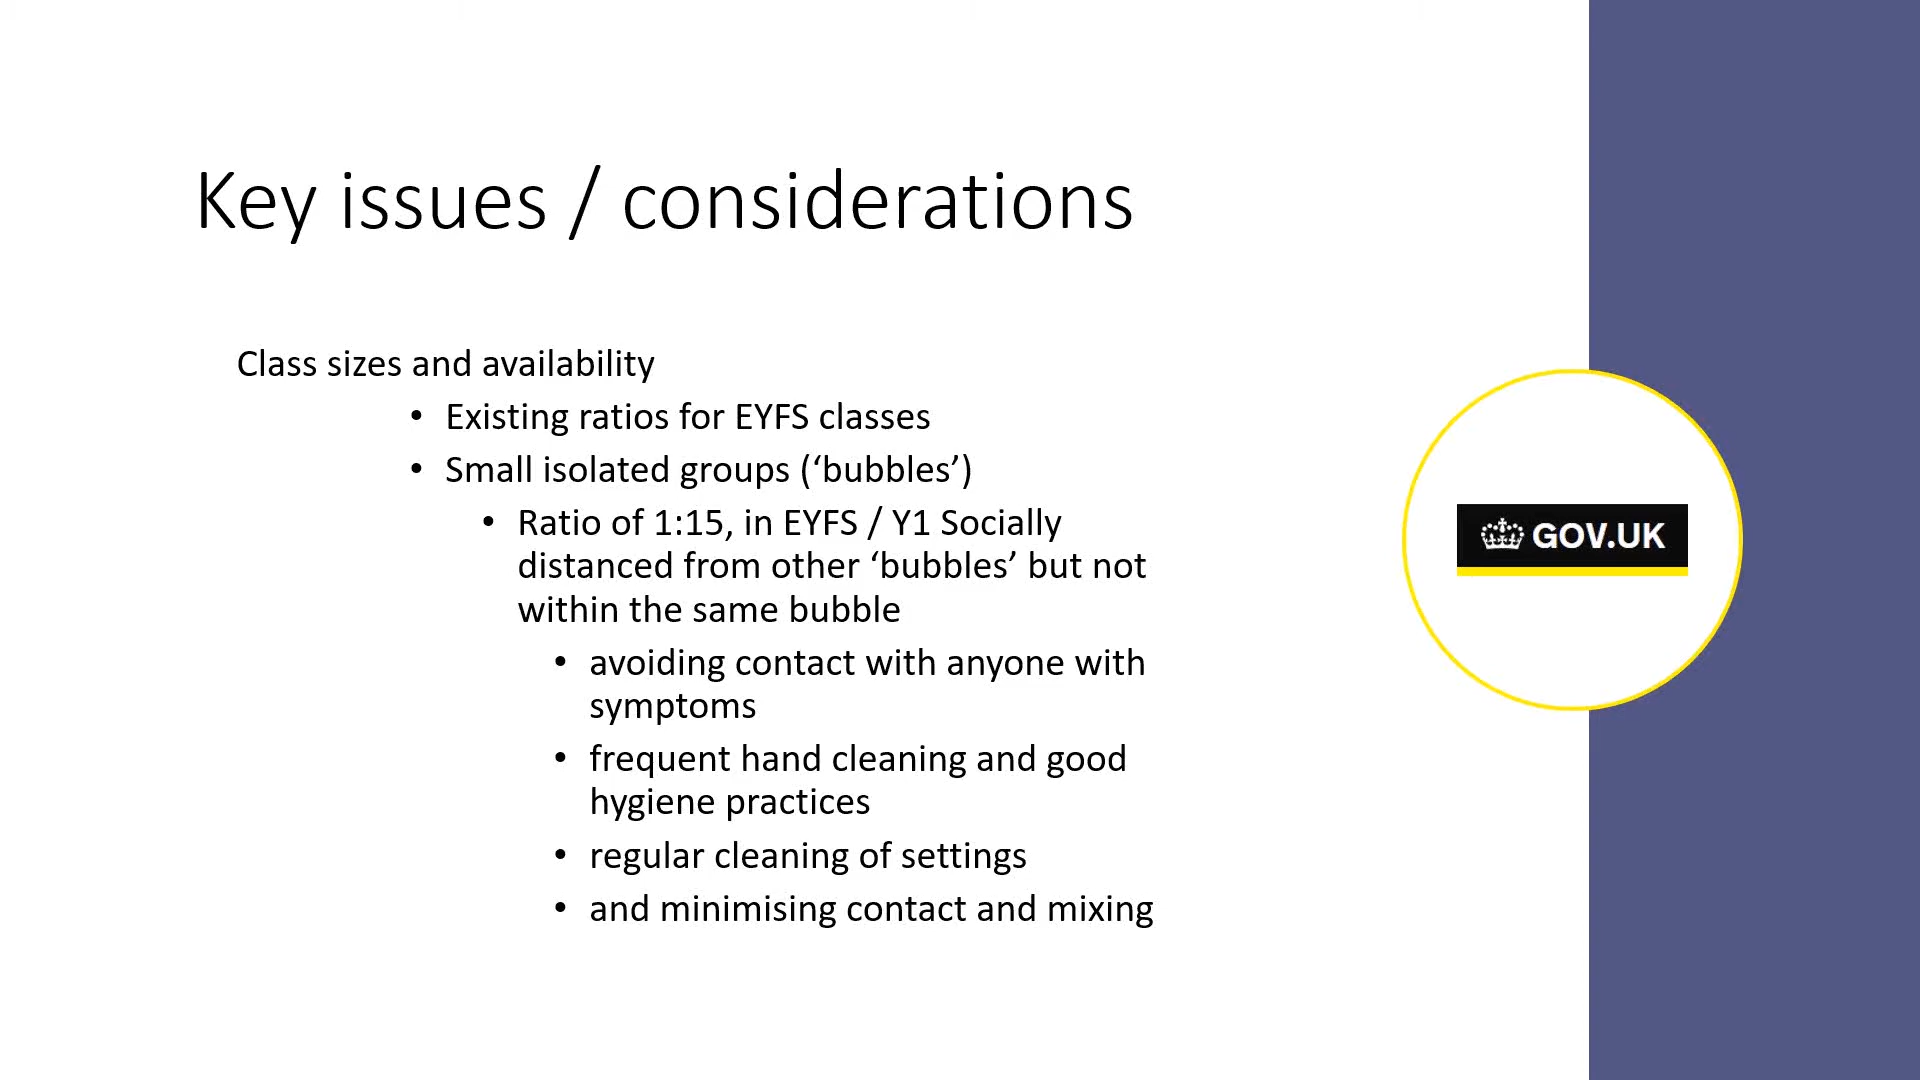 Key issues / considerations
Class sizes and availability
• Existing ratios for EYFS classes
• Small isolated groups (‘bubbles’)
• Ratio of 1:15, in EYFS / Y1 Socially
distanced from other ‘bubbles’ but not
within the same bubble
• avoiding contact with anyone with
symptoms
• frequent hand cleaning and good
hygiene practices
• regular cleaning of settings
• and minimising contact and mixing
GOV.UK